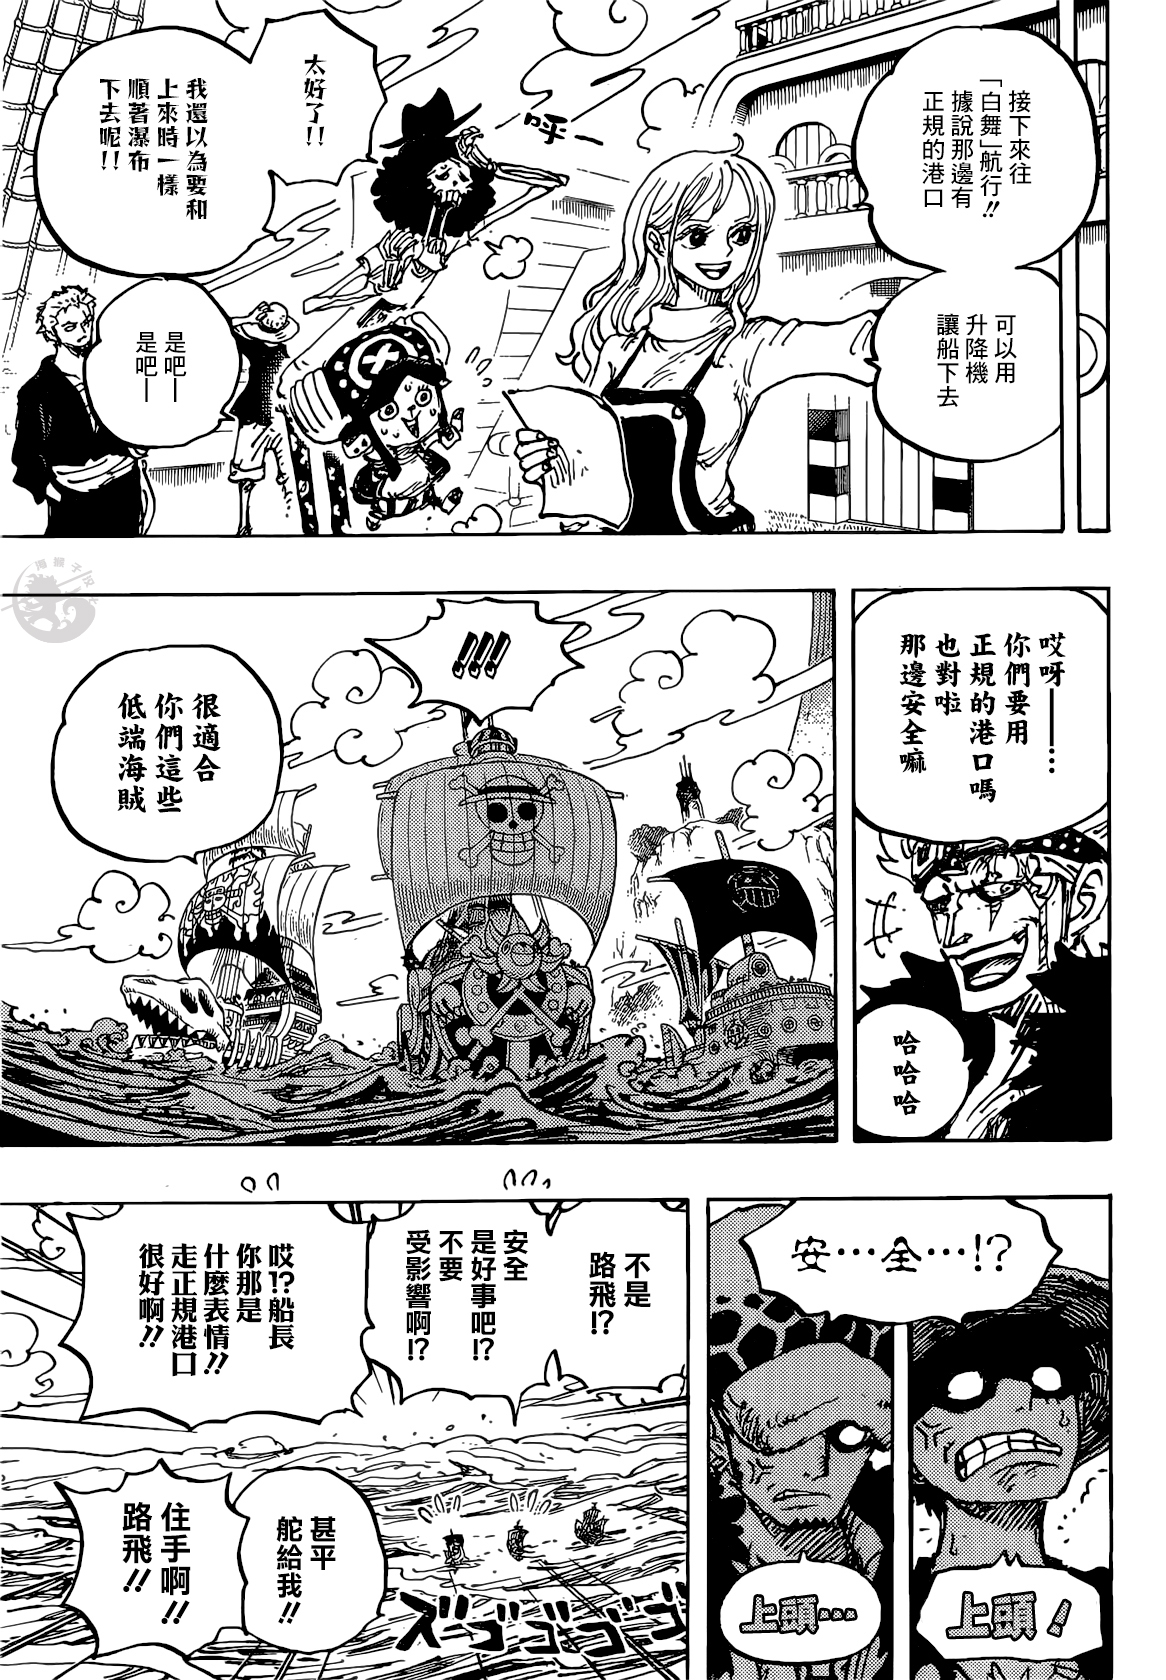 接下來往
「白舞」航行!!
據說那邊有
正規的港口
可以用
升降機
讓船下去
呼—
太好了!!
我還以為要和
上來時一樣
順著瀑布
下去呢!!
是吧—
是吧—
哎呀——…
你們要用
正規的港口嗎
也對啦
那邊安全嘛
哈哈哈
!!!
很適合
你們這些
低端海賊
安…全…!?
上頭!
上頭…
不是
路飛!?
安全
是好事吧!?
不要
受影響啊!?
哎!?船長
你那是
什麼表情!!
走正規港口
很好啊!!
甚平
舵給我!!
住手啊!!
路飛!!
ズゴゴゴゴゴ